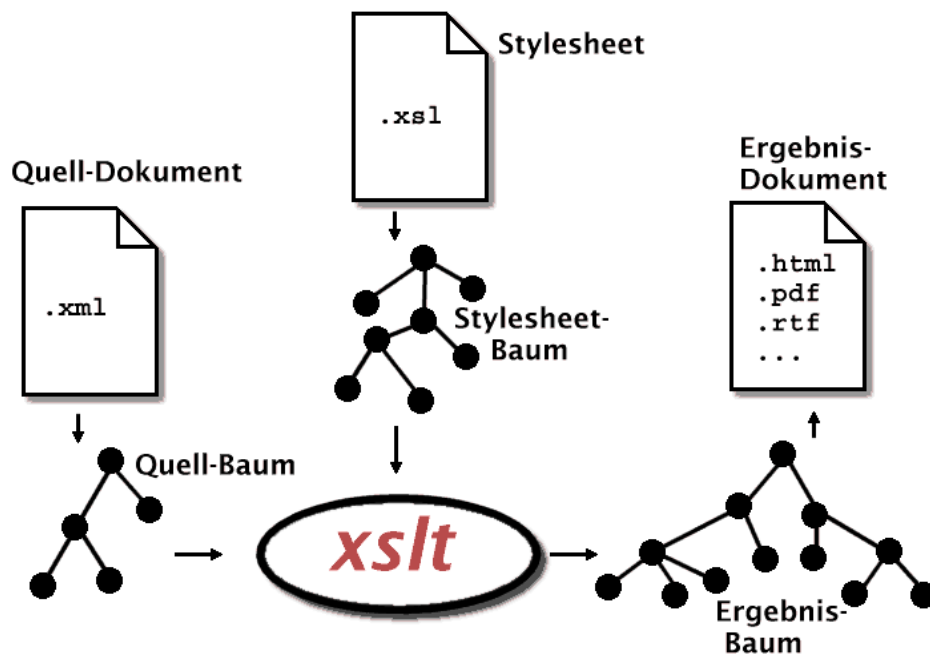 Stylesheet
.xsl
Quell-Dokument
.xml
Ergebnis-
Dokument
.html
.pdf
.rtf
...
Stylesheet-
Baum
Quell-Baum
xslt
Ergebnis-
Baum